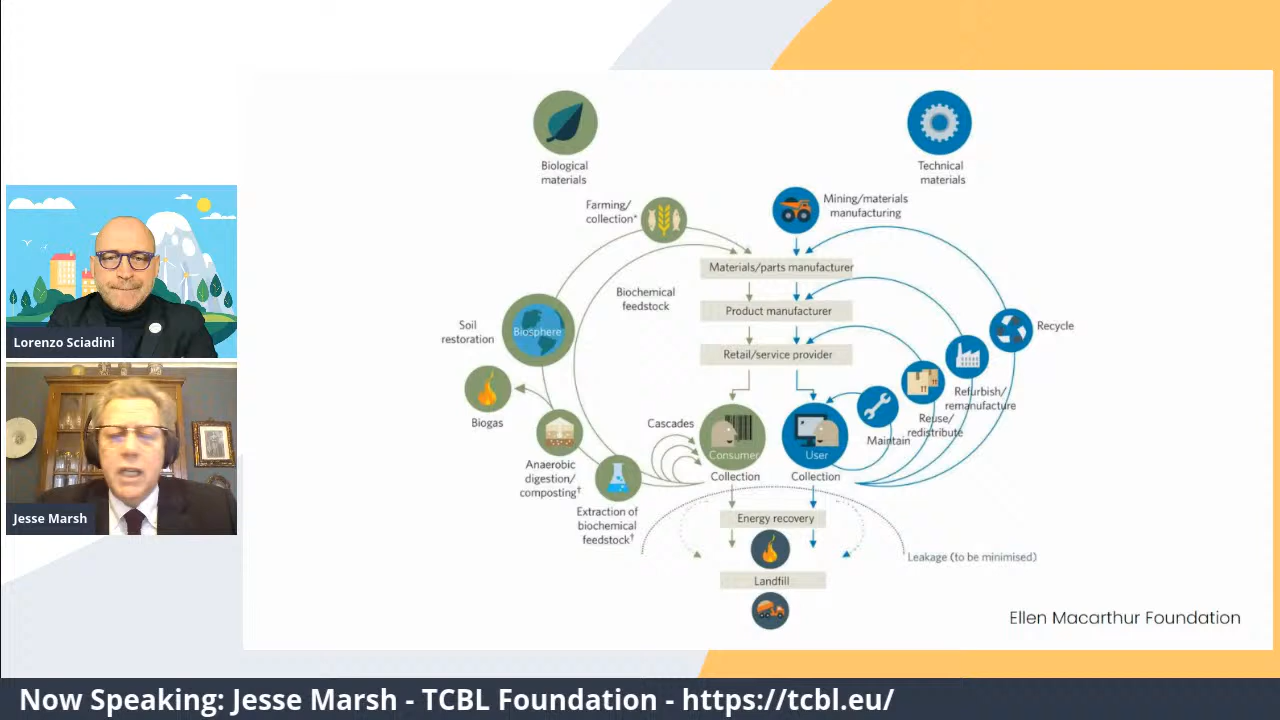 Biological
materials
Technical
materials
Farming/
collection*
Mining/materials
manufacturing
Materials/parts manufacturer
Biochemical
feedstock
Product manufacturer
Soil
restoration
Biosphere
Recycle
Retail/service provider
Refurbish/
remanufacture
Reuse/
redistribute
Maintain
Biogas
Cascades
Consumer
User
Collection
Collection
Anaerobic
digestion/
composting†
Extraction of
biochemical
feedstock†
Energy recovery
Leakage (to be minimised)
Landfill
Ellen Macarthur Foundation
Lorenzo Sciadini
Jesse Marsh
Now Speaking: Jesse Marsh - TCBL Foundation - https://tcbl.eu/